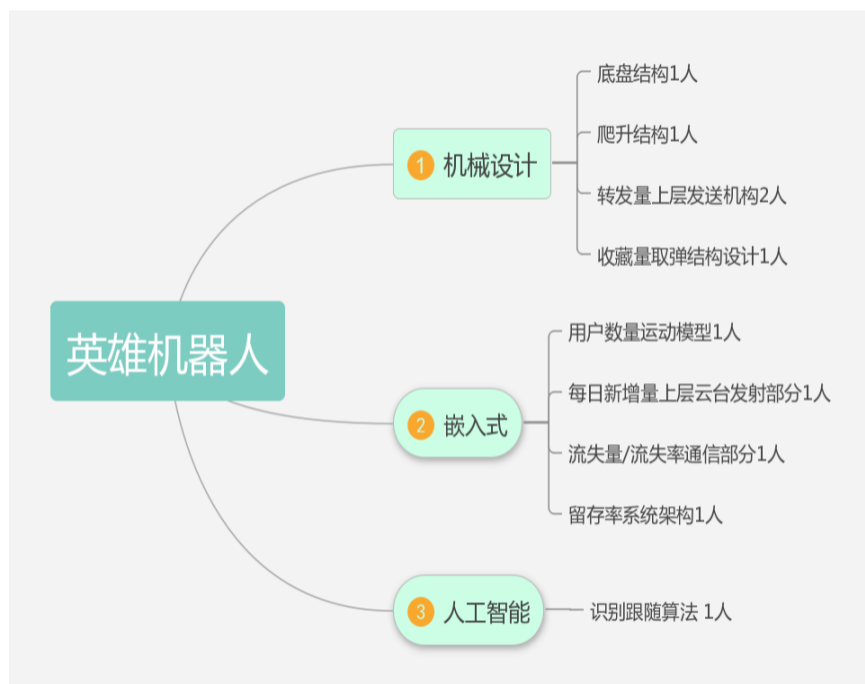 英雄机器人
1 机械设计
底盘结构1人
爬升结构1人
转发量上层发送机构2人
收藏量取弹结构设计1人
2 嵌入式
用户数量运动模型1人
每日新增量上层云台发射部分1人
流失量/流失率通信部分1人
留存率系统架构1人
3 人工智能
识别跟随算法 1人